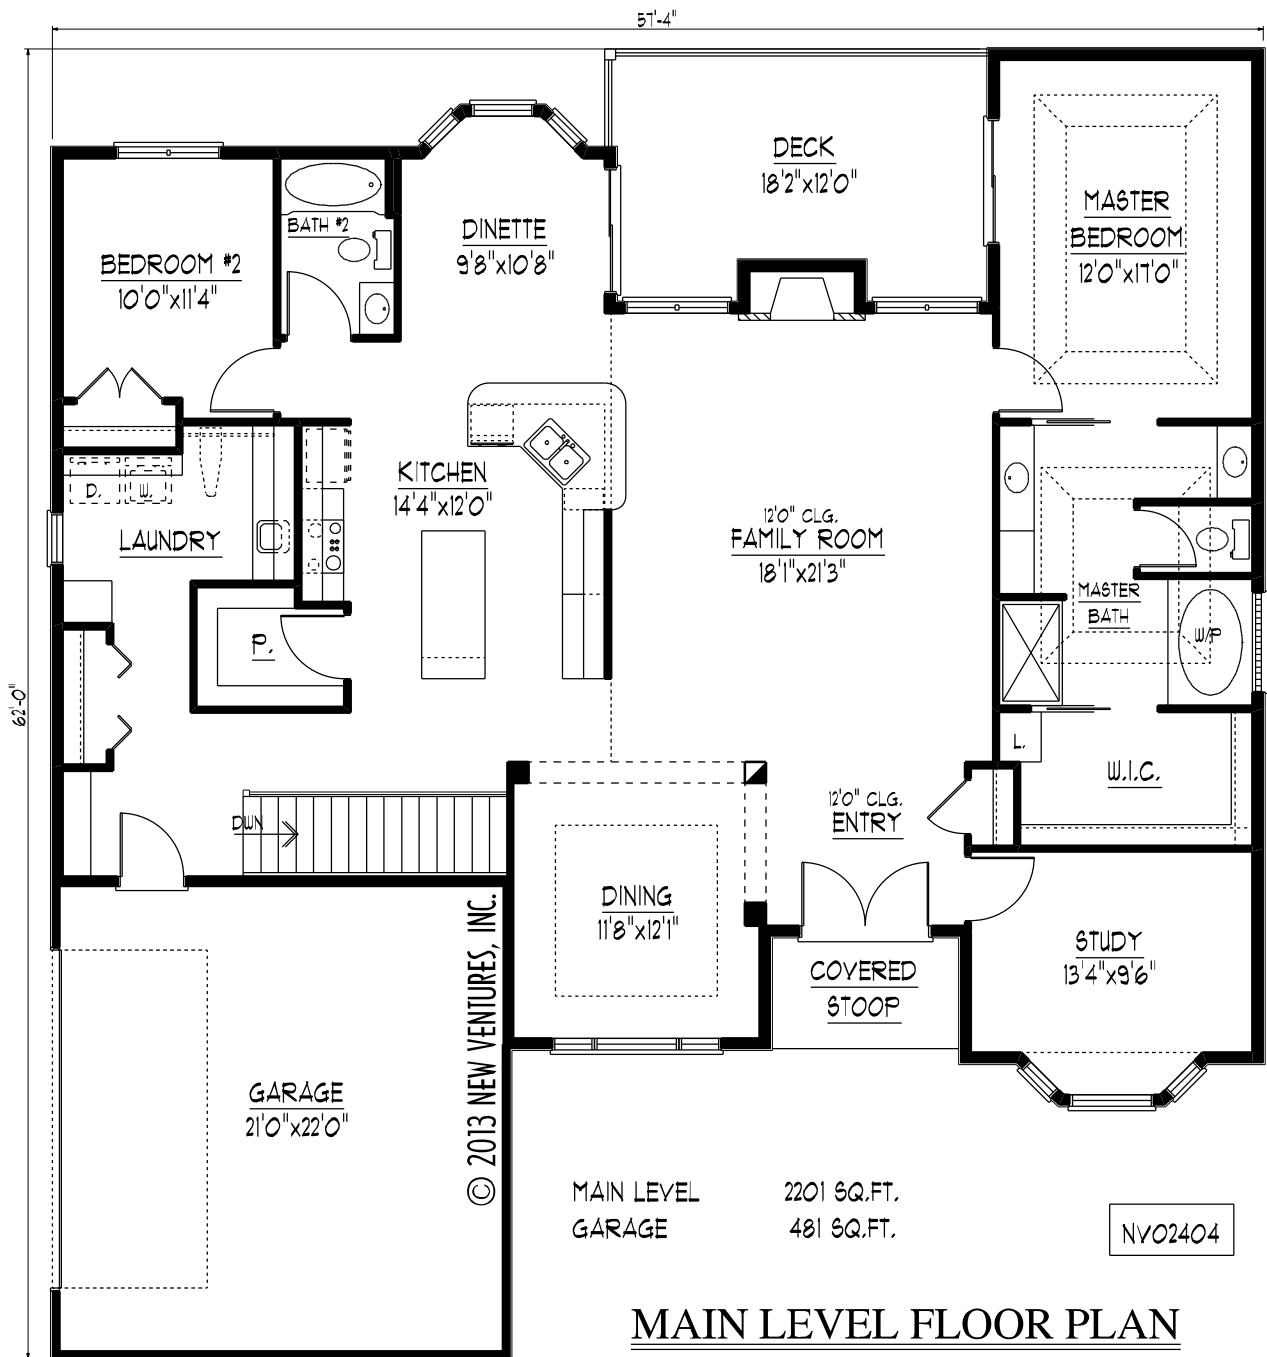 57'-4"
DECK
18'2"x12'0"
MASTER
BEDROOM
12'0"x17'0"
BATH #2
DINETTE
9'8"x10'8"
BEDROOM #2
10'0"x11'4"
KITCHEN
14'4"x12'0"
D.
W.
LAUNDRY
12'0" CLG.
FAMILY ROOM
18'1"x21'3"
MASTER
BATH
W/P
P.
62'-0"
L.
W.I.C.
DWN
12'0" CLG.
ENTRY
DINING
11'8"x12'1"
STUDY
13'4"x9'6"
COVERED
STOOP
GARAGE
21'0"x22'0"
© 2013 NEW VENTURES, INC.
MAIN LEVEL 2201 SQ.FT.
GARAGE 481 SQ.FT.
NV02404
MAIN LEVEL FLOOR PLAN